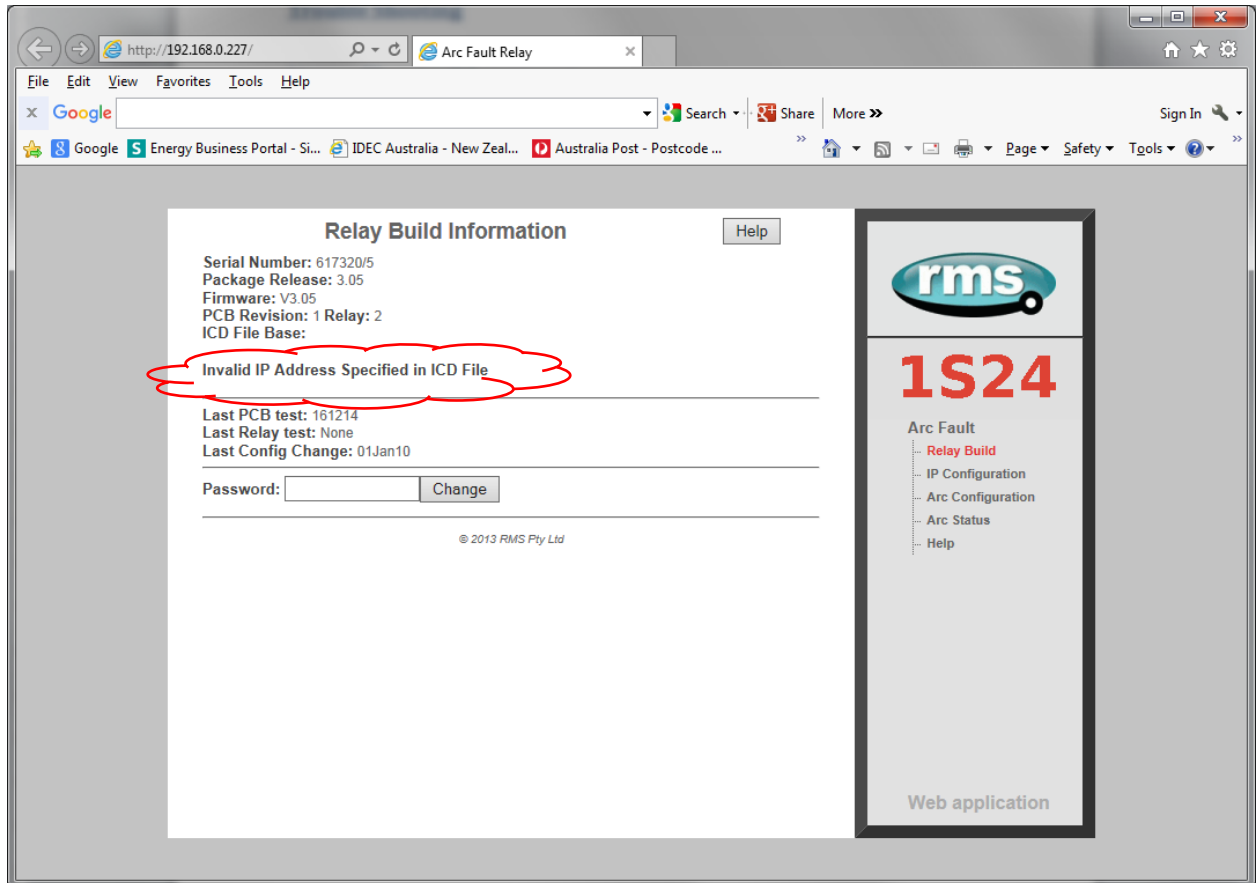 http://192.168.0.227/
Arc Fault Relay
File Edit View Favorites Tools Help
x Google Search Share More » Sign In
Google Energy Business Portal - Si... IDEC Australia - New Zeal... Australia Post - Postcode ... » Page Safety Tools »
Relay Build Information
Help
Serial Number: 617320/5
Package Release: 3.05
Firmware: V3.05
PCB Revision: 1 Relay: 2
ICD File Base:
Invalid IP Address Specified in ICD File
Last PCB test: 161214
Last Relay test: None
Last Config Change: 01Jan10
Password: Change
© 2013 RMS Pty Ltd
rms
1S24
Arc Fault
Relay Build
IP Configuration
Arc Configuration
Arc Status
Help
Web application